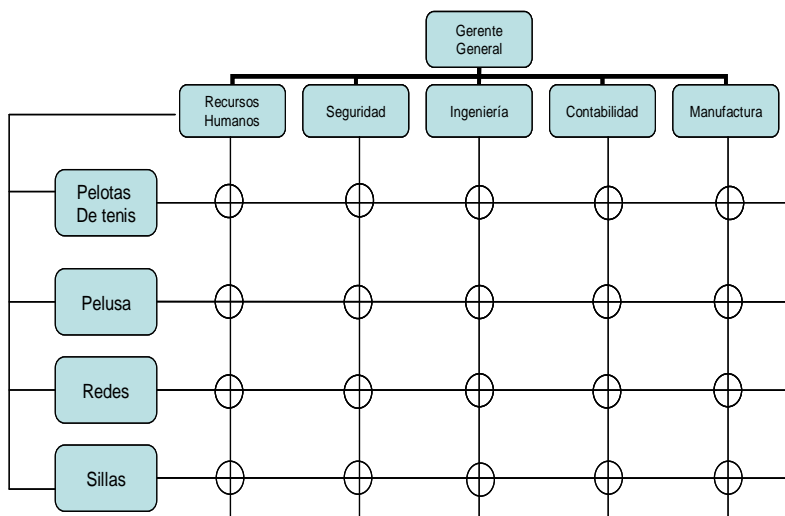 Gerente
General
Recursos
Humanos
Seguridad
Ingeniería
Contabilidad
Manufactura
Pelotas
De tenis
Pelusa
Redes
Sillas